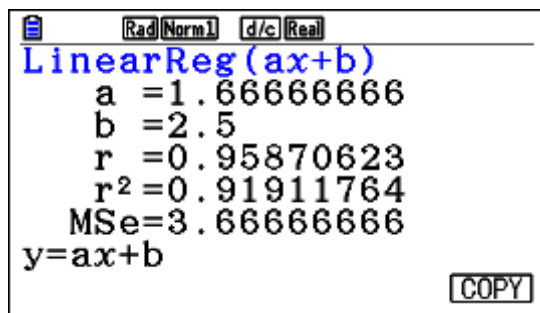 Rad Norm1 d/c Real
LinearReg(ax+b)
a =1.66666666
b =2.5
r =0.95870623
r²=0.91911764
MSe=3.66666666
y=ax+b
COPY